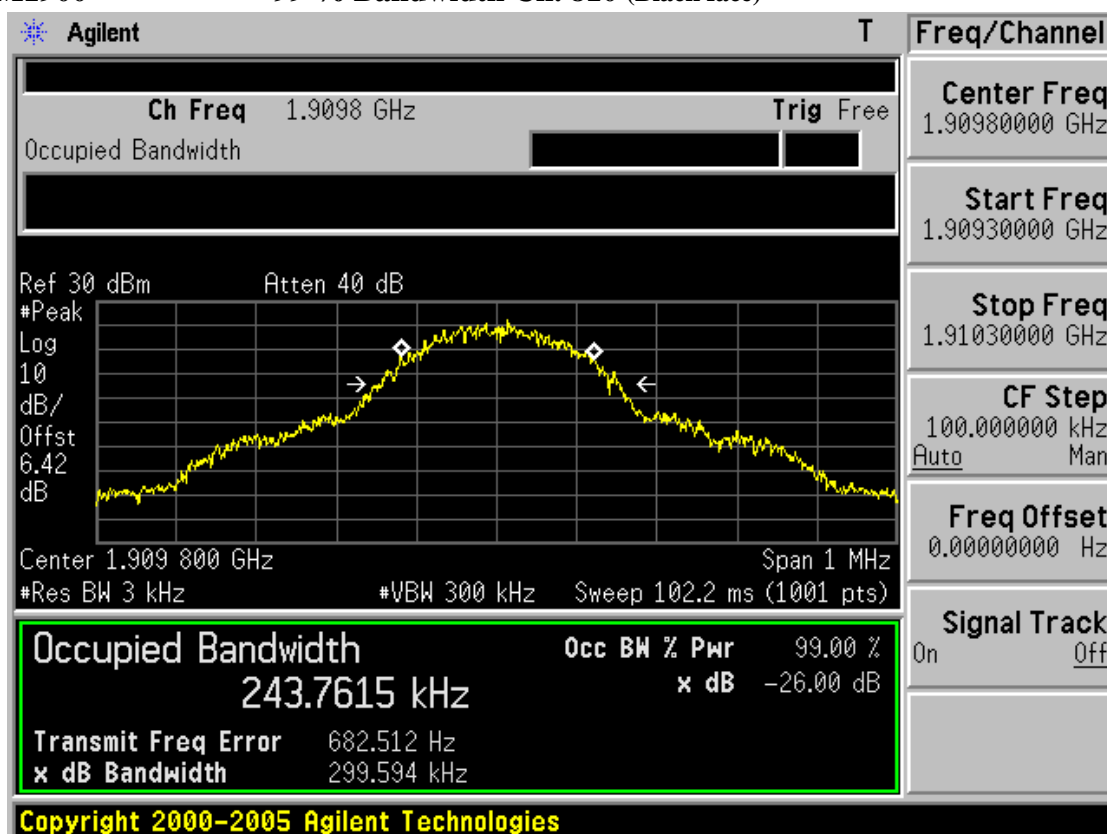 Agilent T
Freq/Channel
Ch Freq 1.9098 GHz Trig Free
Occupied Bandwidth
Center Freq
1.90980000 GHz
Start Freq
1.90930000 GHz
Stop Freq
1.91030000 GHz
CF Step
100.000000 kHz
Auto Man
Freq Offset
0.00000000 Hz
Signal Track
On Off
Ref 30 dBm Atten 40 dB
#Peak
Log
10
dB/
Offst
6.42
dB
Center 1.909 800 GHz Span 1 MHz
#Res BW 3 kHz #VBW 300 kHz Sweep 102.2 ms (1001 pts)
Occupied Bandwidth Occ BW % Pwr 99.00 %
243.7615 kHz x dB -26.00 dB
Transmit Freq Error 682.512 Hz
x dB Bandwidth 299.594 kHz
Copyright 2000-2005 Agilent Technologies